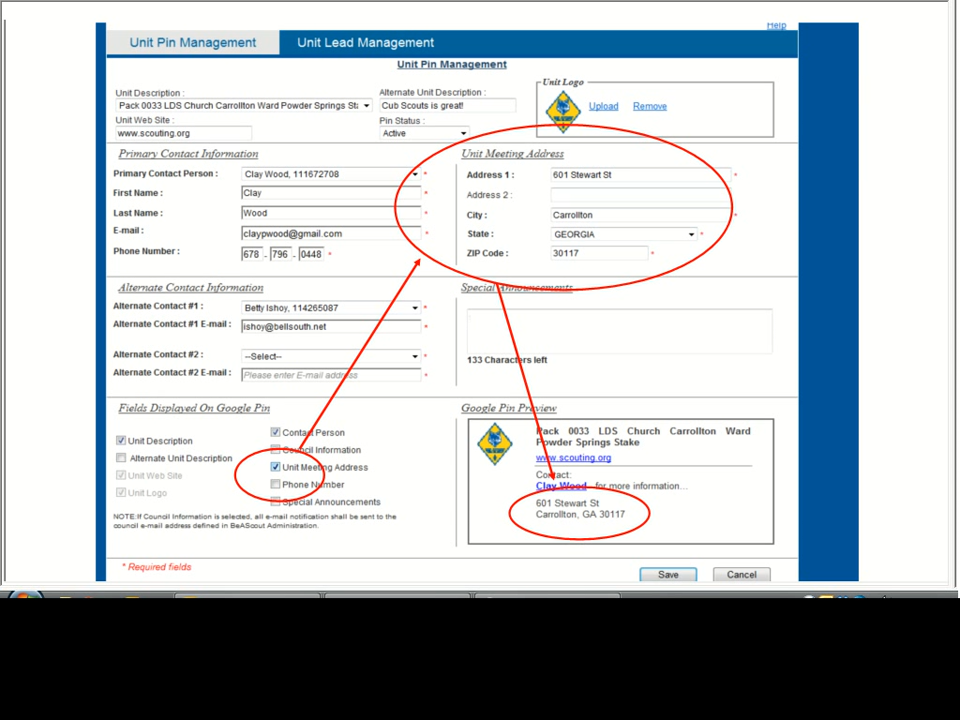 Help
Unit Pin Management Unit Lead Management
Unit Pin Management
Unit Description : Alternate Unit Description : Unit Logo
Pack 0033 LDS Church Carrollton Ward Powder Springs Sta Cub Scouts is great! Upload Remove
Unit Web Site : Pin Status :
www.scouting.org Active
Primary Contact Information Unit Meeting Address
Primary Contact Person : Clay Wood, 111672708 * Address 1 : 601 Stewart St *
First Name : Clay * Address 2 :
Last Name : Wood * City : Carrollton *
E-mail : claypwood@gmail.com * State : GEORGIA *
Phone Number : 678 - 796 - 0448 * ZIP Code : 30117 *
Alternate Contact Information Special Announcements
Alternate Contact #1 : Betty Ishoy, 114265087 *
Alternate Contact #1 E-mail : ishoy@bellsouth.net *
Alternate Contact #2 : --Select-- * 133 Characters left
Alternate Contact #2 E-mail : Please enter E-mail address *
Fields Displayed On Google Pin Google Pin Preview
Unit Description Contact Person
Alternate Unit Description Council Information
Unit Web Site Unit Meeting Address
Unit Logo Phone Number
Special Announcements
NOTE:If Council Information is selected, all e-mail notification shall be sent to the
council e-mail address defined in BeAScout Administration.
Pack 0033 LDS Church Carrollton Ward
Powder Springs Stake
www.scouting.org
Contact:
Clay Wood for more information...
601 Stewart St
Carrollton, GA 30117
* Required fields
Save Cancel